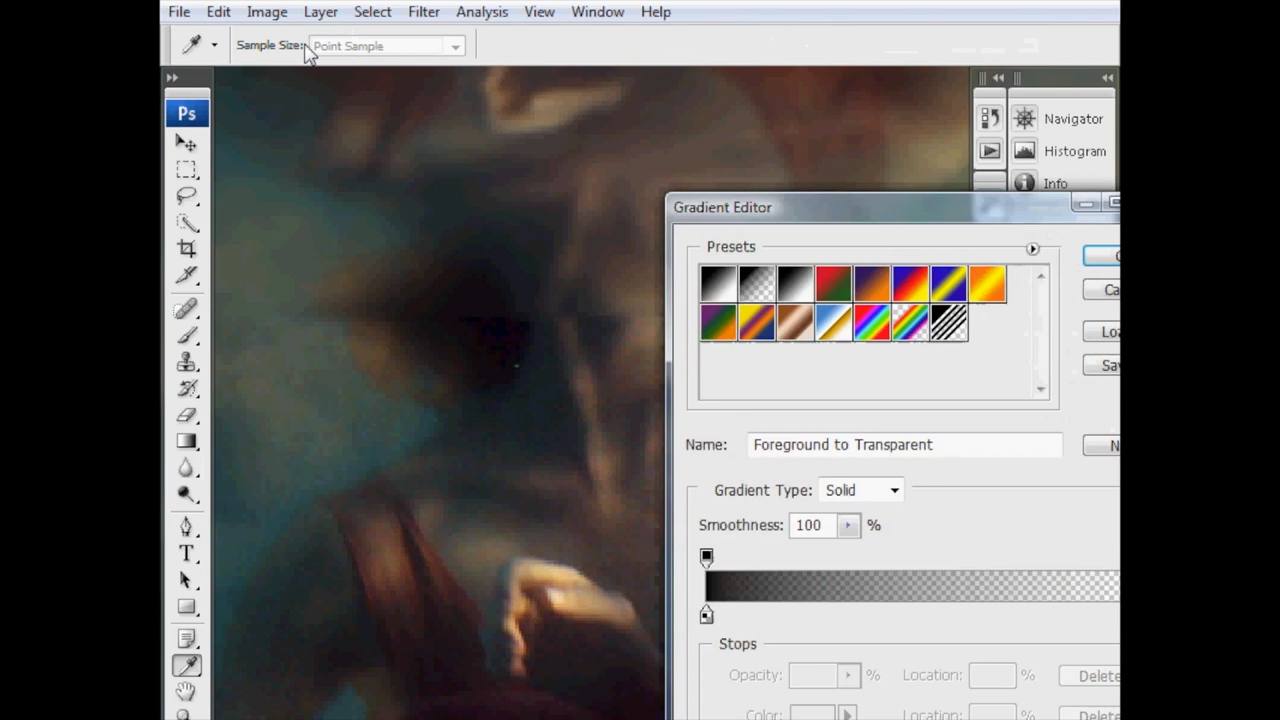 File Edit Image Layer Select Filter Analysis View Window Help
Sample Size: Point Sample
Ps
Navigator
Histogram
Info
Gradient Editor
Presets
Name: Foreground to Transparent
Gradient Type: Solid
Smoothness: 100 %
Stops
Opacity: % Location: % Delete
Color: Location: % Delete
T